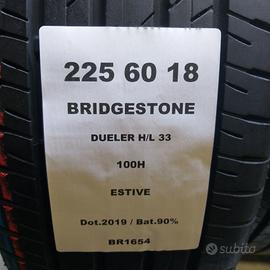 225 60 18
BRIDGESTONE
DUELER H/L 33
100H
ESTIVE
Dot.2019 / Bat.90%
BR1654
subito